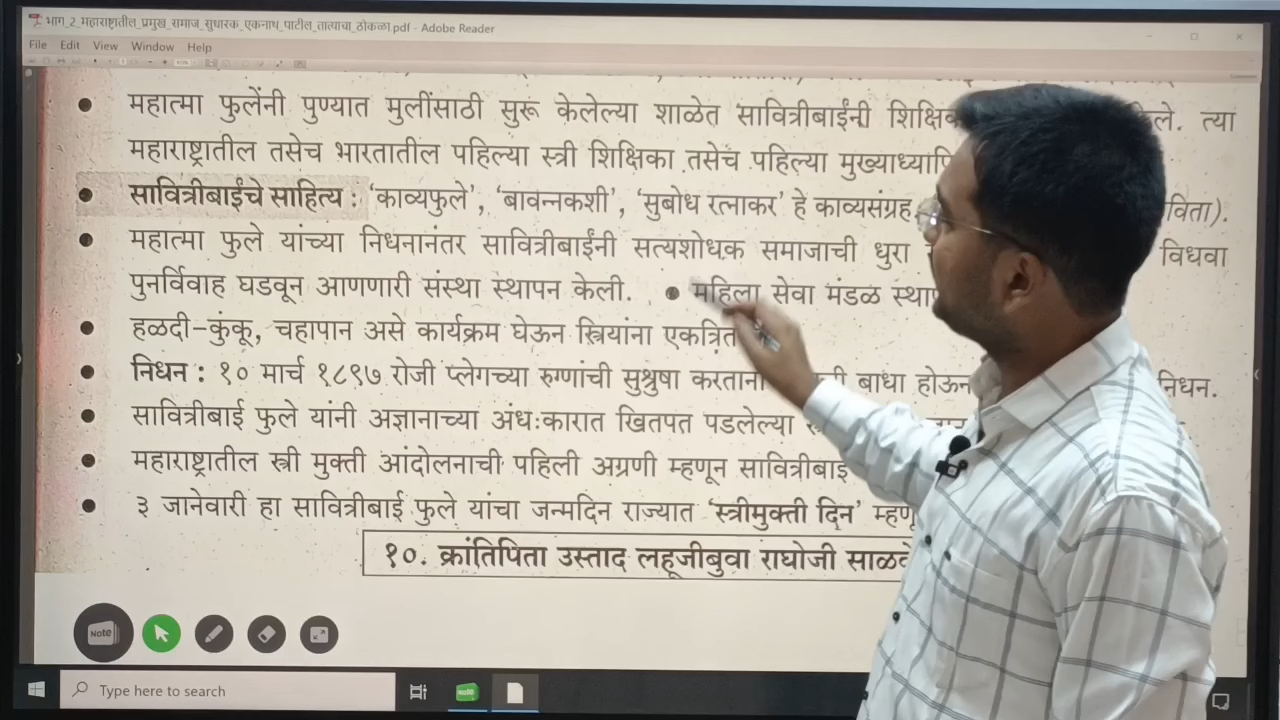 भाग_2_महाराष्ट्रातील_प्रमुख_समाज_सुधारक_एकनाथ_पाटील_तात्याचा_ठोकळा.pdf - Adobe Reader
File Edit View Window Help
• महात्मा फुलेंनी पुण्यात मुलींसाठी सुरू केलेल्या शाळेत सावित्रीबाईंनी केले. त्या
महाराष्ट्रातील तसेच भारतातील पहिल्या स्त्री शिक्षिका तसेच पहिल्या
• सावित्रीबाईंचे साहित्य : 'काव्यफुले', 'बावन्नकशी', 'सुबोध रत्नाकर' हे काव्यसंग्रह
• महात्मा फुले यांच्या निधनानंतर सावित्रीबाईंनी सत्यशोधक समाजाची धुरा विधवा
पुनर्विवाह घडवून आणणारी संस्था स्थापन केली. • महिला सेवा मंडळ
• हळदी-कुंकू, चहापान असे कार्यक्रम घेऊन स्त्रियांना एकत्रित
• निधन : १० मार्च १८९७ रोजी प्लेगच्या रुग्णांची सुश्रुषा करताना बाधा होऊन निधन.
• सावित्रीबाई फुले यांनी अज्ञानाच्या अंधःकारात खितपत पडलेल्या
• महाराष्ट्रातील स्त्री मुक्ती आंदोलनाची पहिली अग्रणी म्हणून सावित्रीबाई
• ३ जानेवारी हा सावित्रीबाई फुले यांचा जन्मदिन राज्यात 'स्त्रीमुक्ती दिन'
१०. क्रांतिपिता उस्ताद लहूजीबुवा राघोजी साळवे
Note
Type here to search